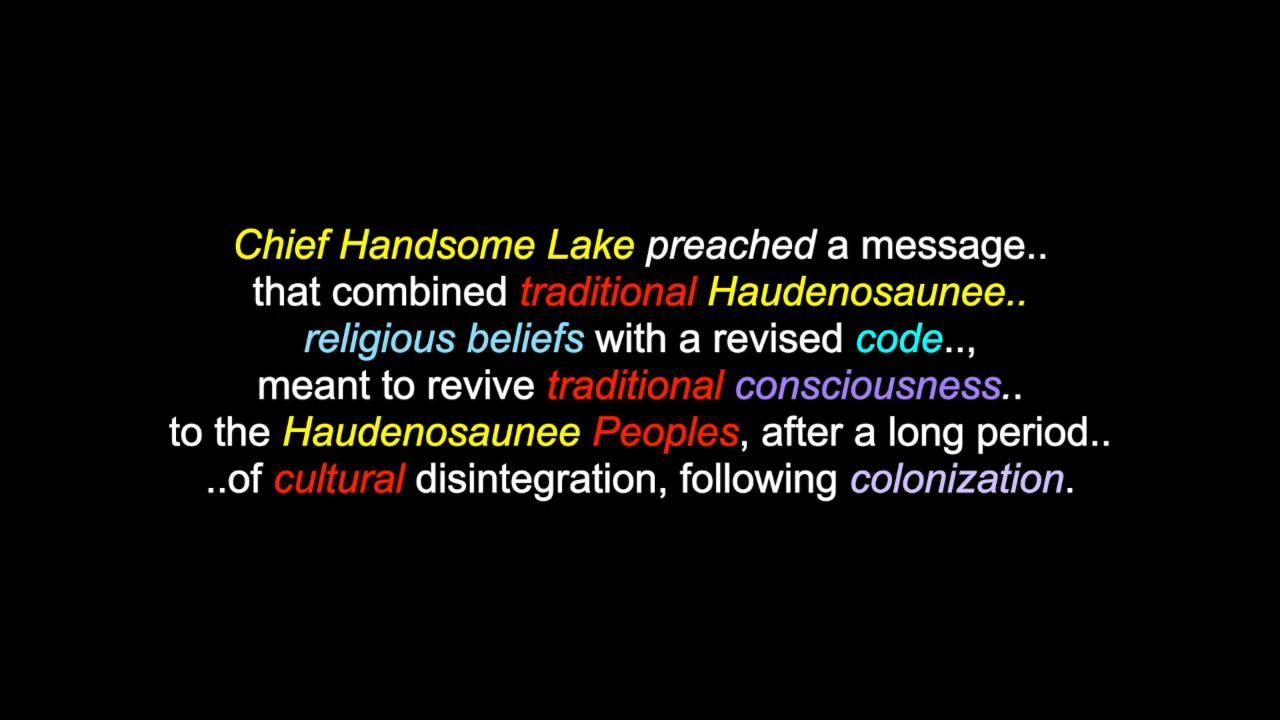 Chief Handsome Lake preached a message..
that combined traditional Haudenosaunee..
religious beliefs with a revised code..,
meant to revive traditional consciousness..
to the Haudenosaunee Peoples, after a long period..
..of cultural disintegration, following colonization.